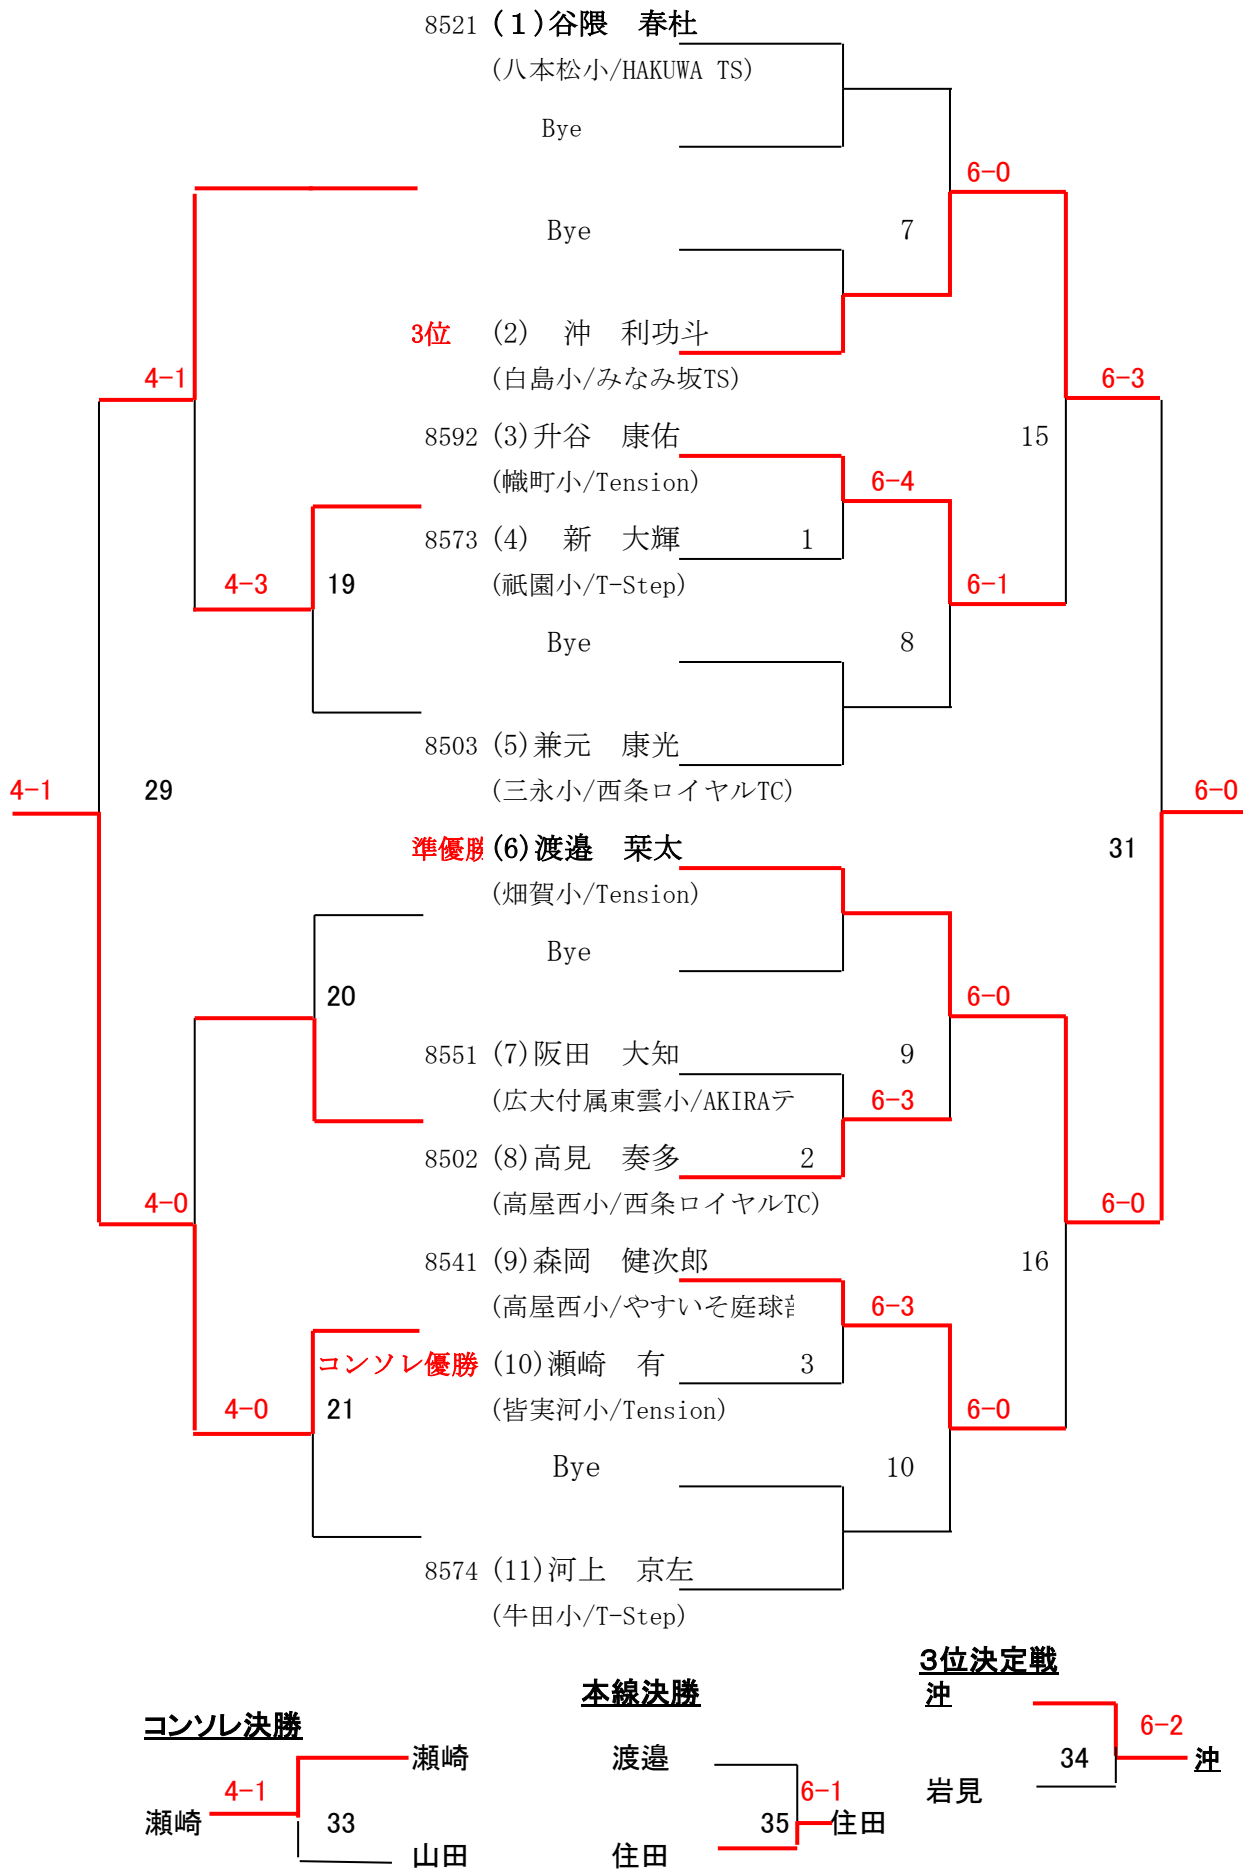 8521 (１)谷隈　春杜
(八本松小/HAKUWA TS)
Bye
6-0
Bye
7
3位 (2)　沖　利功斗
4-1
(白島小/みなみ坂TS)
6-3
8592 (3)升谷　康佑
15
(幟町小/Tension)
6-4
8573 (4)　新　大輝
1
4-3
19
(祇園小/T-Step)
6-1
Bye
8
8503 (5)兼元　康光
4-1
29
(三永小/西条ロイヤルTC)
6-0
準優勝 (6)渡邉　琹太
31
(畑賀小/Tension)
Bye
20
6-0
8551 (7)阪田　大知
9
(広大付属東雲小/AKIRAテ
6-3
8502 (8)高見　奏多
2
4-0
(高屋西小/西条ロイヤルTC)
6-0
8541 (9)森岡　健次郎
16
(高屋西小/やすいそ庭球
6-3
コンソレ優勝 (10)瀬崎　有
3
4-0
21
(皆実河小/Tension)
6-0
Bye
10
8574 (11)河上　京左
(牛田小/T-Step)
コンソレ決勝
瀬崎
4-1
瀬崎
33
山田
本線決勝
渡邉
6-1
35
住田
住田
3位決定戦
沖
6-2
34
沖
岩見